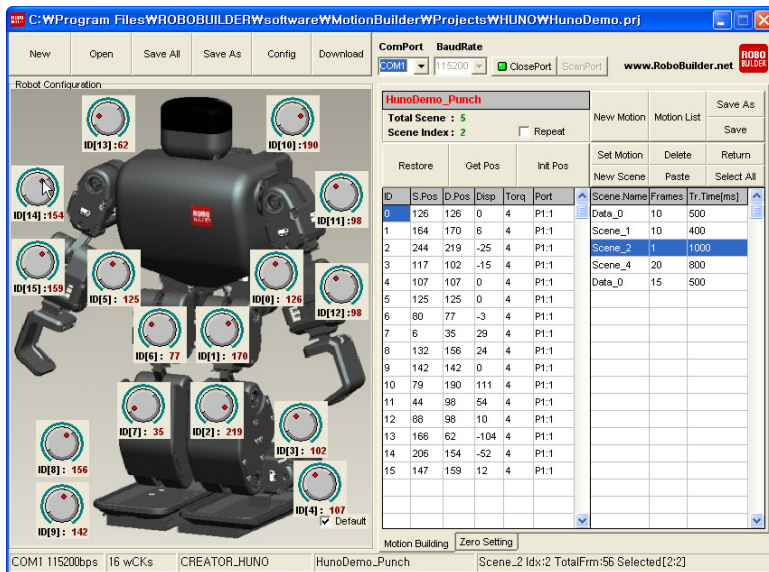 C:₩Program Files₩ROBOBUILDER₩software₩MotionBuilder₩Projects₩HUNO₩HunoDemo.prj
New Open Save All Save As Config Download
ComPort BaudRate
COM1 115200 ClosePort ScanPort www.RoboBuilder.net ROBO BUILDER
Robot Configuration
ID[13] : 62
ID[10] : 190
ID[14] : 154
ID[11] : 98
ROBO BUILDER
ID[15] : 159
ID[5] : 125
ID[0] : 126
ID[12] : 98
ID[6] : 77
ID[1] : 170
ID[7] : 35
ID[2] : 219
ID[3] : 102
ID[8] : 156
ID[4] : 107
ID[9] : 142
Default
HunoDemo_Punch
Total Scene : 5
Scene Index : 2 Repeat
New Motion Motion List Save As
Save
Restore Get Pos Init Pos
Set Motion Delete Return
New Scene Paste Select All
ID S.Pos D.Pos Disp Torq Port
0 126 126 0 4 P1:1
1 164 170 6 4 P1:1
2 244 219 -25 4 P1:1
3 117 102 -15 4 P1:1
4 107 107 0 4 P1:1
5 125 125 0 4 P1:1
6 80 77 -3 4 P1:1
7 6 35 29 4 P1:1
8 132 156 24 4 P1:1
9 142 142 0 4 P1:1
10 79 190 111 4 P1:1
11 44 98 54 4 P1:1
12 88 98 10 4 P1:1
13 166 62 -104 4 P1:1
14 206 154 -52 4 P1:1
15 147 159 12 4 P1:1
Scene.Name Frames Tr.Time[ms]
Data_0 10 500
Scene_1 10 400
Scene_2 1 1000
Scene_4 20 800
Data_0 15 500
Motion Building Zero Setting
COM1 115200bps 16 wCKs CREATOR_HUNO HunoDemo_Punch Scene_2 Idx:2 TotalFrm:56 Selected[2:2]